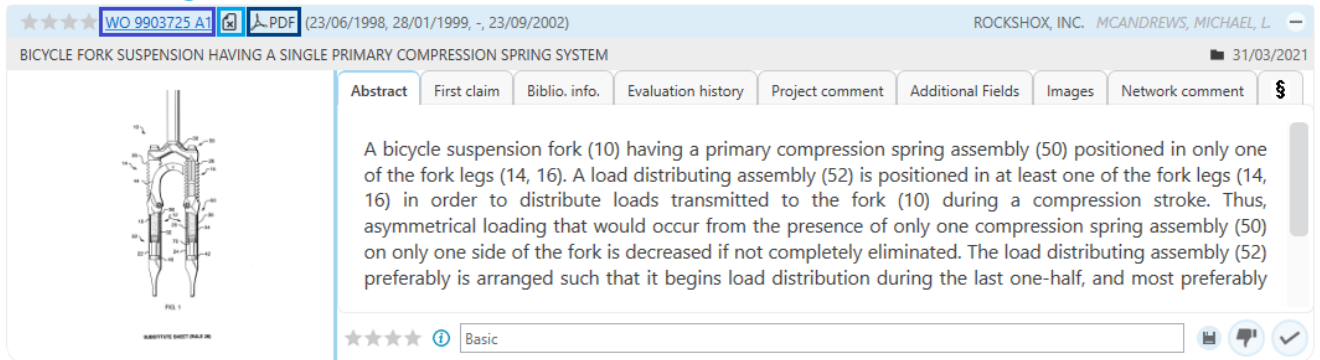 WO 9903725 A1 PDF (23/06/1998, 28/01/1999, -, 23/09/2002) ROCKSHOX, INC. MCANDREWS, MICHAEL, L.
BICYCLE FORK SUSPENSION HAVING A SINGLE PRIMARY COMPRESSION SPRING SYSTEM 31/03/2021
Abstract First claim Biblio. info. Evaluation history Project comment Additional Fields Images Network comment §
A bicycle suspension fork (10) having a primary compression spring assembly (50) positioned in only one
of the fork legs (14, 16). A load distributing assembly (52) is positioned in at least one of the fork legs (14,
16) in order to distribute loads transmitted to the fork (10) during a compression stroke. Thus,
asymmetrical loading that would occur from the presence of only one compression spring assembly (50)
on only one side of the fork is decreased if not completely eliminated. The load distributing assembly (52)
preferably is arranged such that it begins load distribution during the last one-half, and most preferably
FIG. 1
SUBSTITUTE SHEET (RULE 26)
Basic